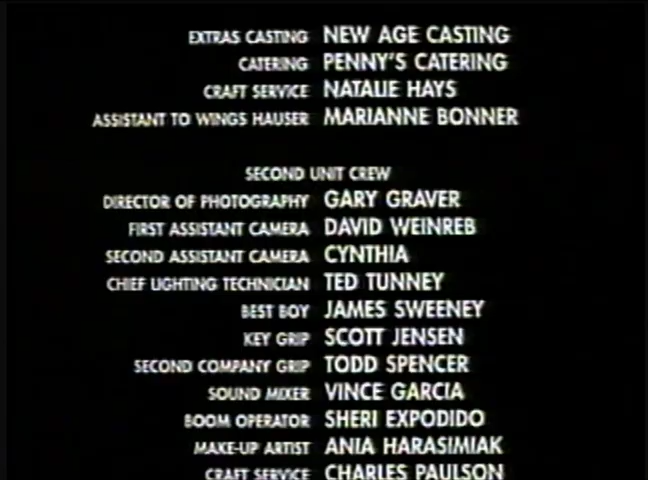 EXTRAS CASTING NEW AGE CASTING
CATERING PENNY'S CATERING
CRAFT SERVICE NATALIE HAYS
ASSISTANT TO WINGS HAUSER MARIANNE BONNER
SECOND UNIT CREW
DIRECTOR OF PHOTOGRAPHY GARY GRAVER
FIRST ASSISTANT CAMERA DAVID WEINREB
SECOND ASSISTANT CAMERA CYNTHIA
CHIEF LIGHTING TECHNICIAN TED TUNNEY
BEST BOY JAMES SWEENEY
KEY GRIP SCOTT JENSEN
SECOND COMPANY GRIP TODD SPENCER
SOUND MIXER VINCE GARCIA
BOOM OPERATOR SHERI EXPODIDO
MAKE-UP ARTIST ANIA HARASIMIAK
CRAFT SERVICE CHARLES PAULSON